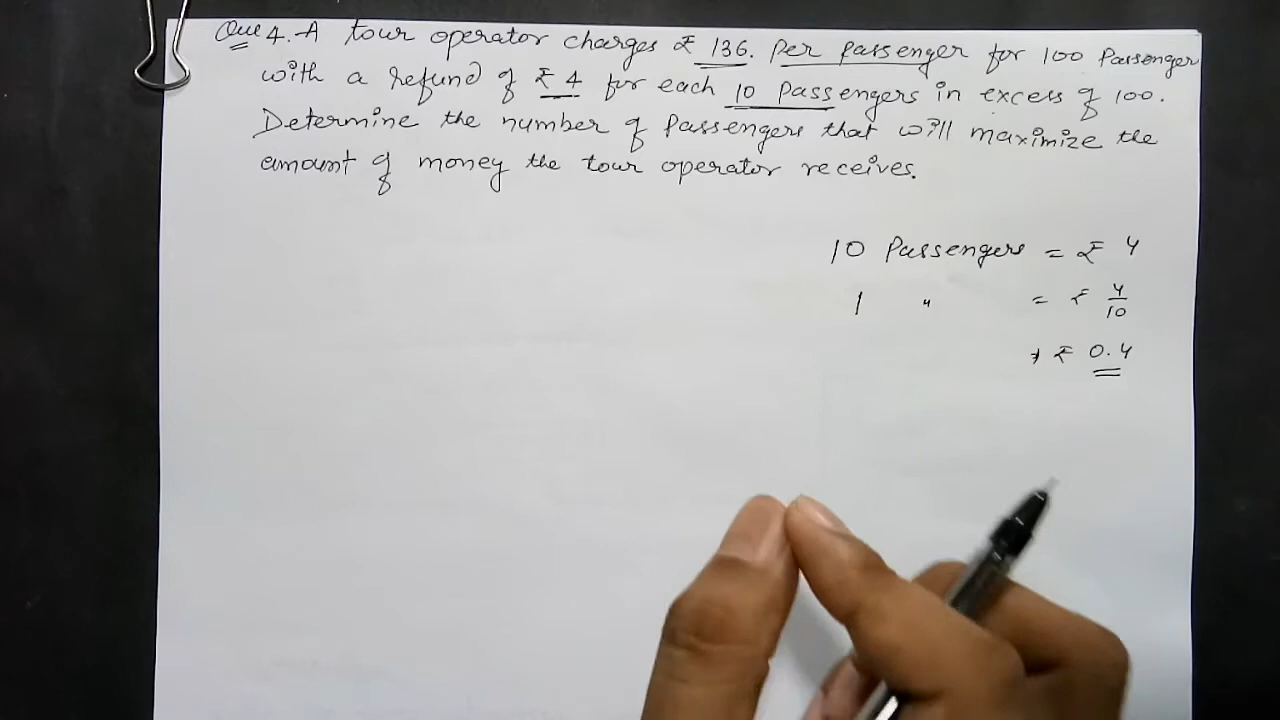 Que 4. A tour operator charges ₹ 136. per passenger for 100 Passenger
with a refund of ₹ 4 for each 10 passengers in excess of 100.
Determine the number of passengers that will maximize the
amount of money the tour operator receives.
10 Passengers = ₹ 4
1 " = ₹ 4/10
⇒ ₹ 0.4